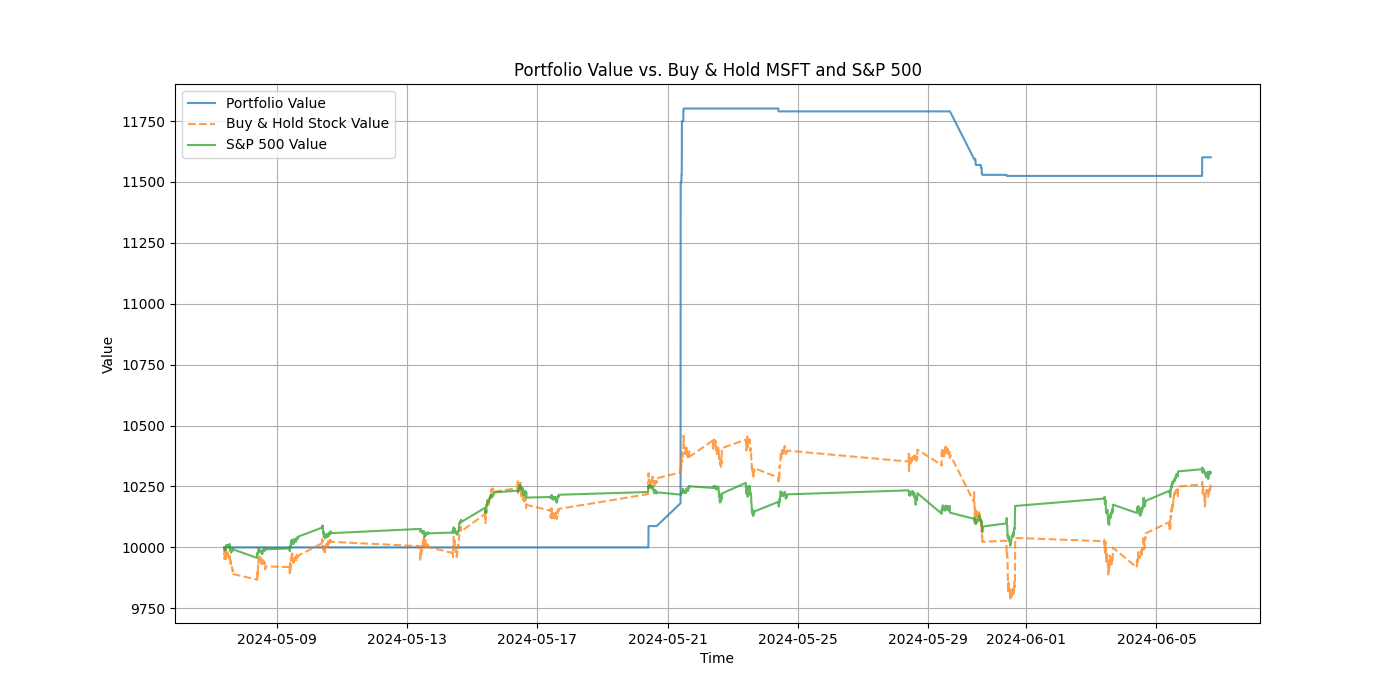 Portfolio Value vs. Buy & Hold MSFT and S&P 500
Portfolio Value
Buy & Hold Stock Value
S&P 500 Value
11750
11500
11250
11000
10750
10500
10250
10000
9750
Value
2024-05-09 2024-05-13 2024-05-17 2024-05-21 2024-05-25 2024-05-29 2024-06-01 2024-06-05
Time